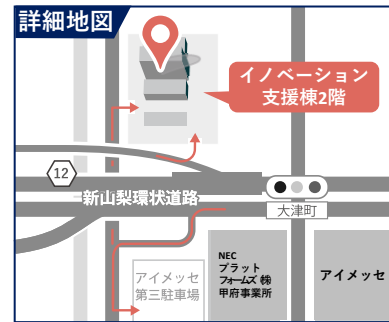 詳細地図
イノベーション
支援棟2階
12
新山梨環状道路
大津町
NEC
プラット
フォームズ ㈱
甲府事業所
アイメッセ
アイメッセ
第三駐車場